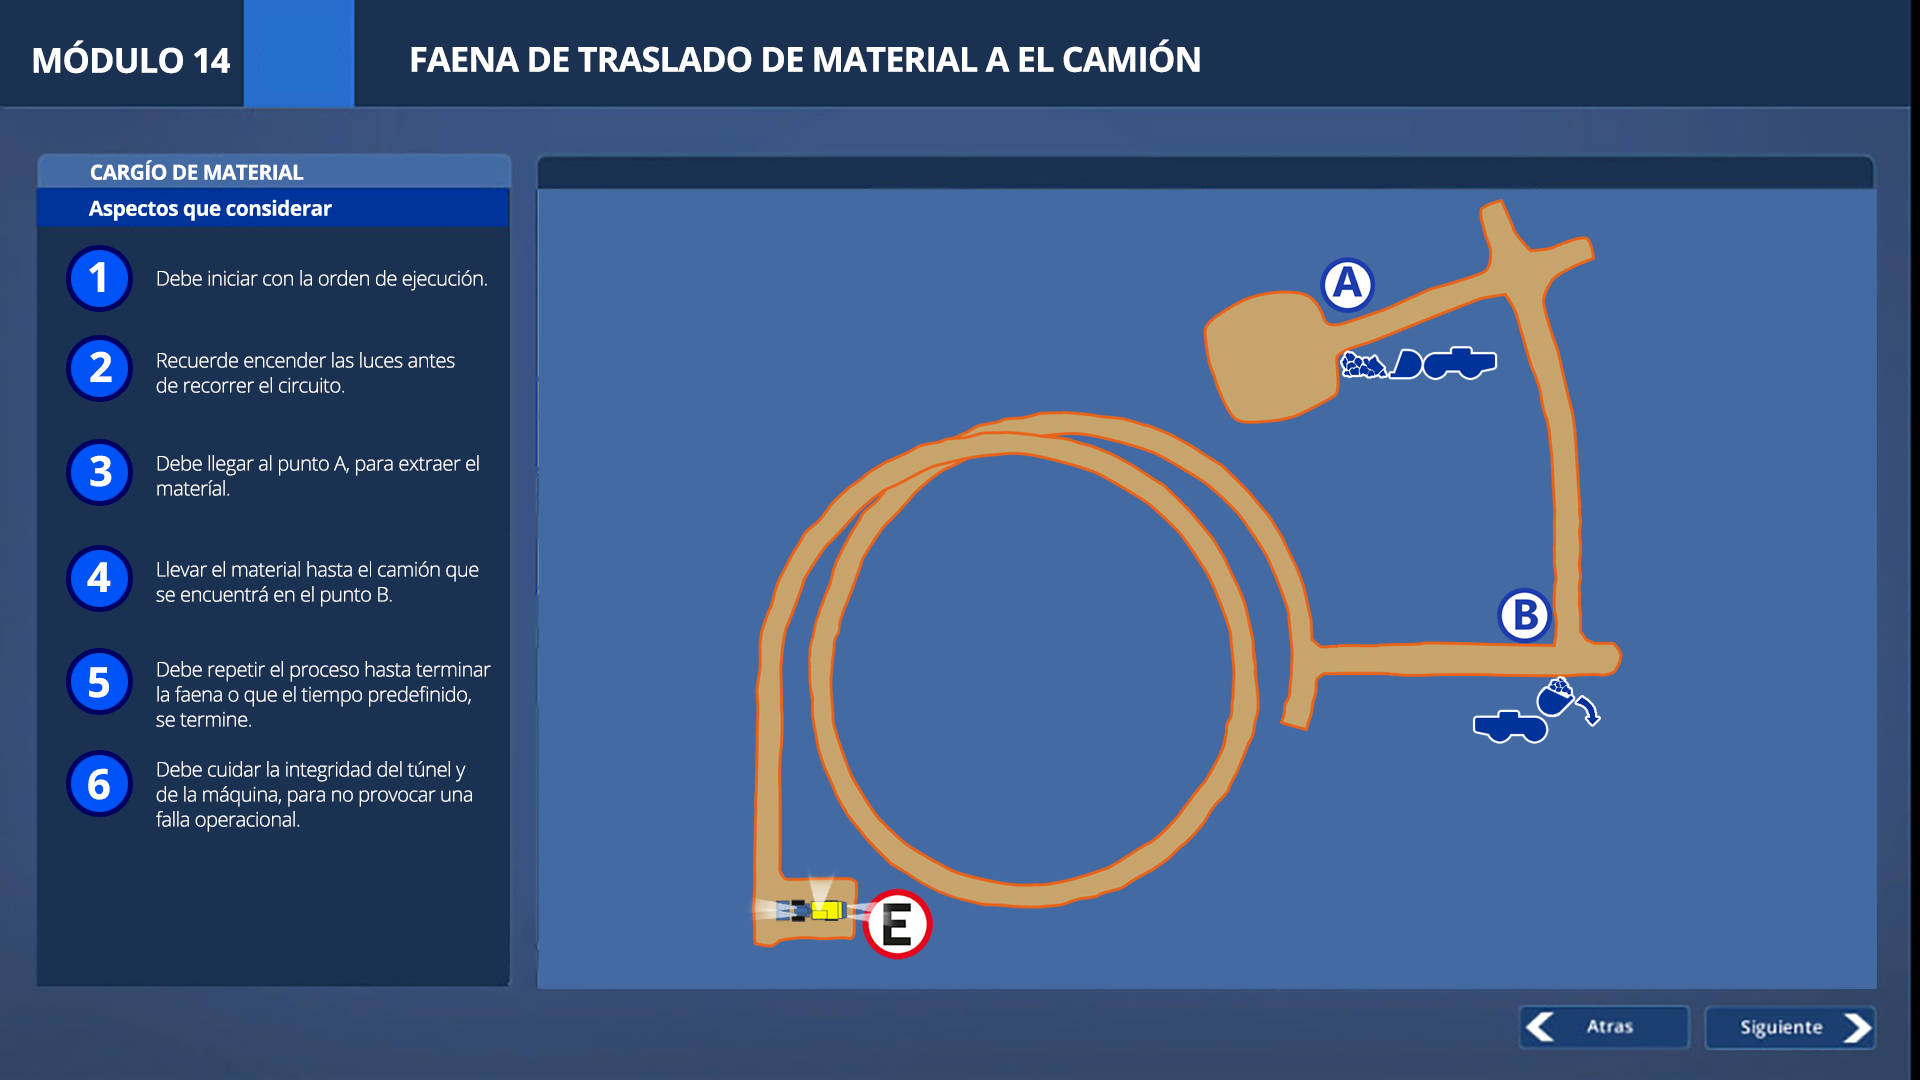 MÓDULO 14
FAENA DE TRASLADO DE MATERIAL A EL CAMIÓN
CARGÍO DE MATERIAL
Aspectos que considerar
1
Debe iniciar con la orden de ejecución.
2
Recuerde encender las luces antes
de recorrer el circuito.
3
Debe llegar al punto A, para extraer el
materíal.
4
Llevar el material hasta el camión que
se encuentrá en el punto B.
5
Debe repetir el proceso hasta terminar
la faena o que el tiempo predefinido,
se termine.
6
Debe cuidar la integridad del túnel y
de la máquina, para no provocar una
falla operacional.
A
B
E
Atras
Siguiente